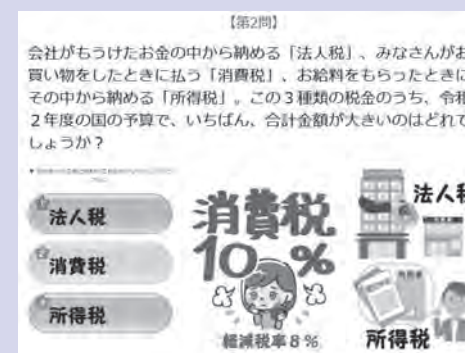 【第2問】
会社がもうけたお金の中から納める「法人税」、みなさんがお
買い物をしたときに払う「消費税」、お給料をもらったときに
その中から納める「所得税」。この3種類の税金のうち、令和
2年度の国の予算で、いちばん、合計金額が大きいのはどれで
しょうか？
法人税
消費税
所得税
消費税
10%
軽減税率8%
法人税
所得税